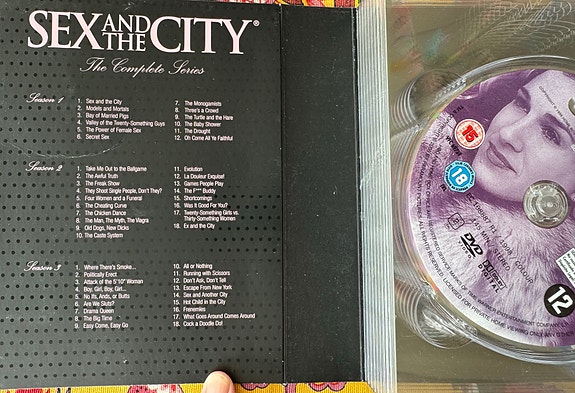 SEX AND THE CITY®
The Complete Series
Season 1
1. Sex and the City
2. Models and Mortals
3. Bay of Married Pigs
4. Valley of the Twenty-Something Guys
5. The Power of Female Sex
6. Secret Sex
7. The Monogamists
8. Three's a Crowd
9. The Turtle and the Hare
10. The Baby Shower
11. The Drought
12. Oh Come All Ye Faithful
Season 2
1. Take Me Out to the Ballgame
2. The Awful Truth
3. The Freak Show
4. They Shoot Single People, Don't They?
5. Four Women and a Funeral
6. The Cheating Curve
7. The Chicken Dance
8. The Man, The Myth, The Viagra
9. Old Dogs, New Dicks
10. The Caste System
11. Evolution
12. La Douleur Exquise!
13. Games People Play
14. The F*** Buddy
15. Shortcomings
16. Was it Good For You?
17. Twenty-Something Girls vs.
Thirty-Something Women
18. Ex and the City
Season 3
1. Where There's Smoke...
2. Politically Erect
3. Attack of the 5'10" Woman
4. Boy, Girl, Boy, Girl...
5. No Ifs, Ands, or Butts
6. Are We Sluts?
7. Drama Queen
8. The Big Time
9. Easy Come, Easy Go
10. All or Nothing
11. Running with Scissors
12. Don't Ask, Don't Tell
13. Escape From New York
14. Sex and Another City
15. Hot Child in the City
16. Frenemies
17. What Goes Around Comes Around
18. Cock a Doodle Do!
15
18
DVD
DOLBY
DIGITAL
12